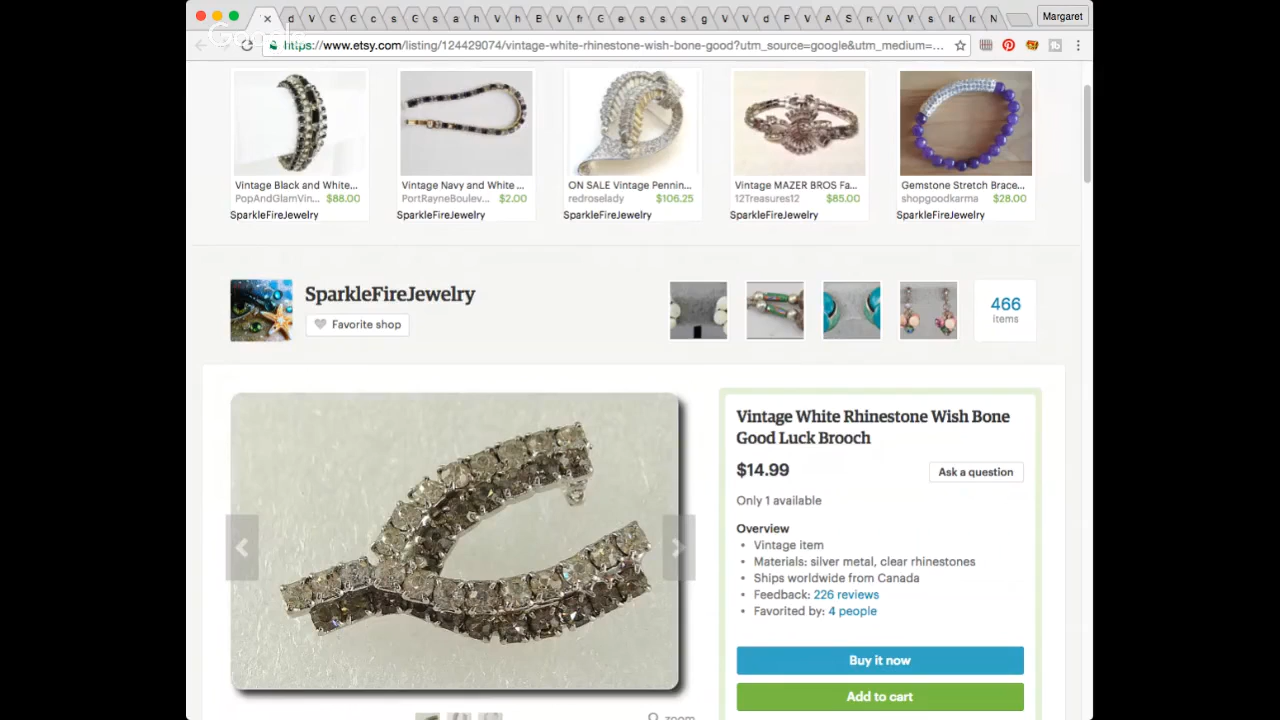 Margaret
Google
https://www.etsy.com/listing/124429074/vintage-white-rhinestone-wish-bone-good?utm_source=google&utm_medium=...
Vintage Black and White... Vintage Navy and White ... ON SALE Vintage Pennin... Vintage MAZER BROS Fa... Gemstone Stretch Brace...
PopAndGlamVin... $88.00 PortRayneBoulev... $2.00 redroselady $106.25 12Treasures12 $85.00 shopgoodkarma $28.00
SparkleFireJewelry SparkleFireJewelry SparkleFireJewelry SparkleFireJewelry SparkleFireJewelry
SparkleFireJewelry
Favorite shop
466
items
Vintage White Rhinestone Wish Bone
Good Luck Brooch
$14.99
Ask a question
Only 1 available
Overview
• Vintage item
• Materials: silver metal, clear rhinestones
• Ships worldwide from Canada
• Feedback: 226 reviews
• Favorited by: 4 people
Buy it now
Add to cart
zoom